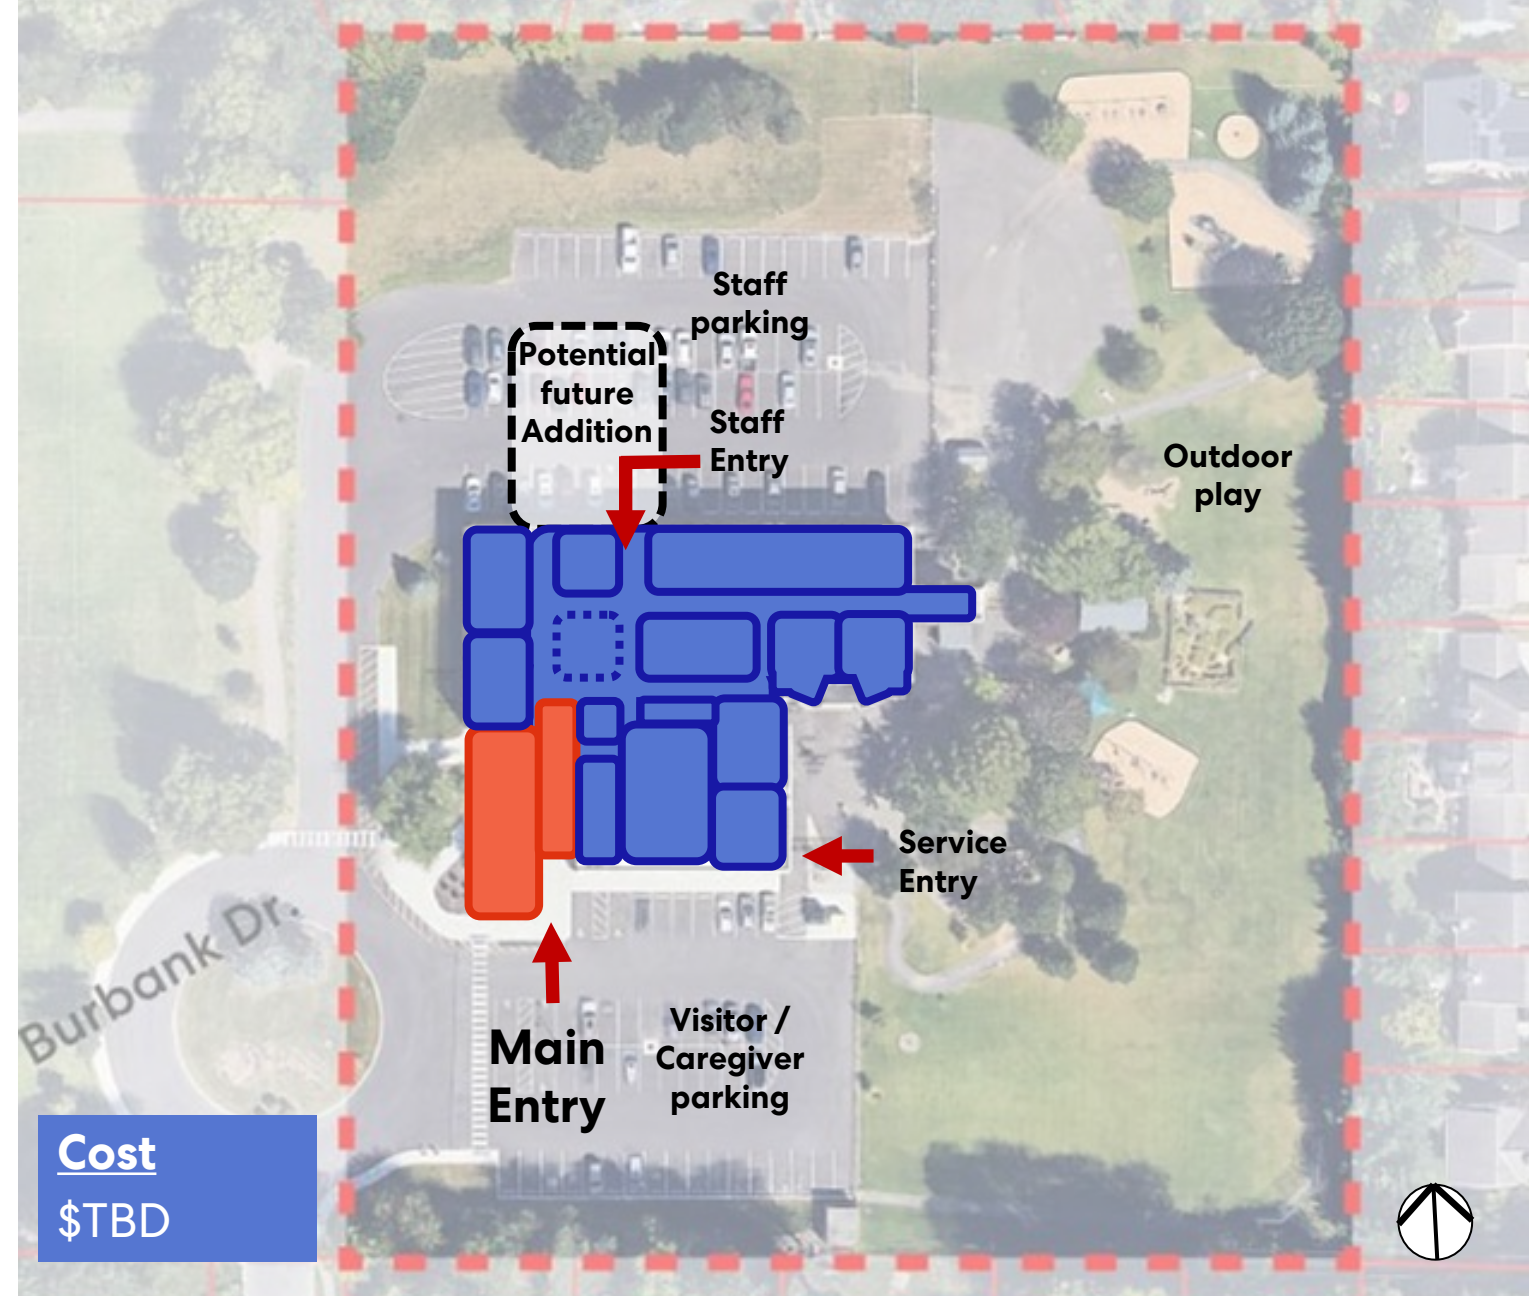 Staff
parking
Potential
future
Addition
Staff
Entry
Outdoor
play
Service
Entry
Burbank Dr.
Main
Entry
Visitor /
Caregiver
parking
Cost
$TBD